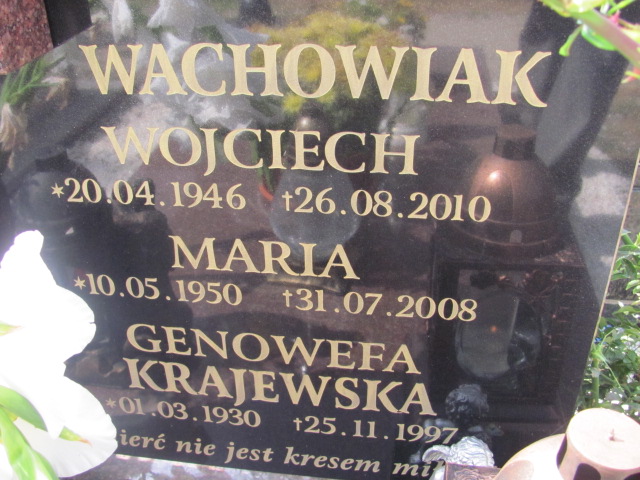 WACHOWIAK
WOJCIECH
*20.04.1946 †26.08.2010
MARIA
*10.05.1950 †31.07.2008
GENOWEFA
KRAJEWSKA
*01.03.1930 †25.11.1997
nie jest kresem